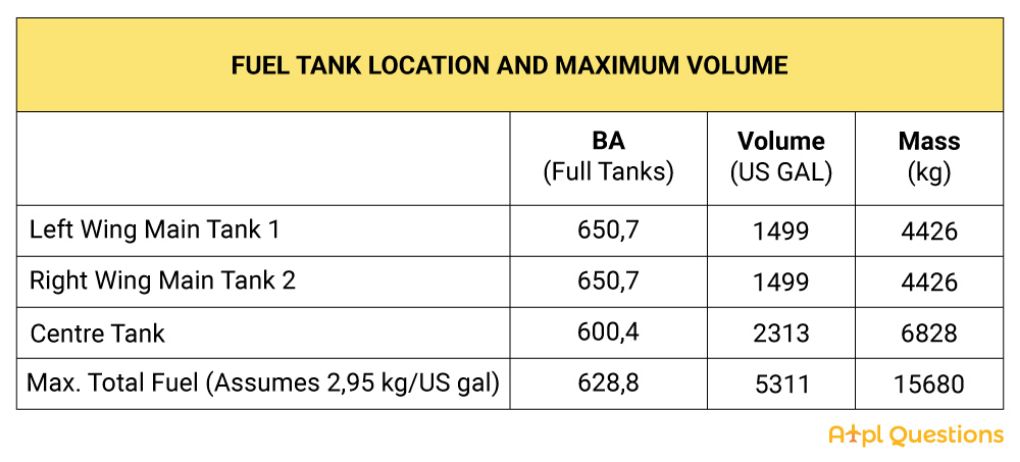 FUEL TANK LOCATION AND MAXIMUM VOLUME
BA Volume Mass
(Full Tanks) (US GAL) (kg)
Left Wing Main Tank 1 650,7 1499 4426
Right Wing Main Tank 2 650,7 1499 4426
Centre Tank 600,4 2313 6828
Max. Total Fuel (Assumes 2,95 kg/US gal) 628,8 5311 15680
Atpl Questions